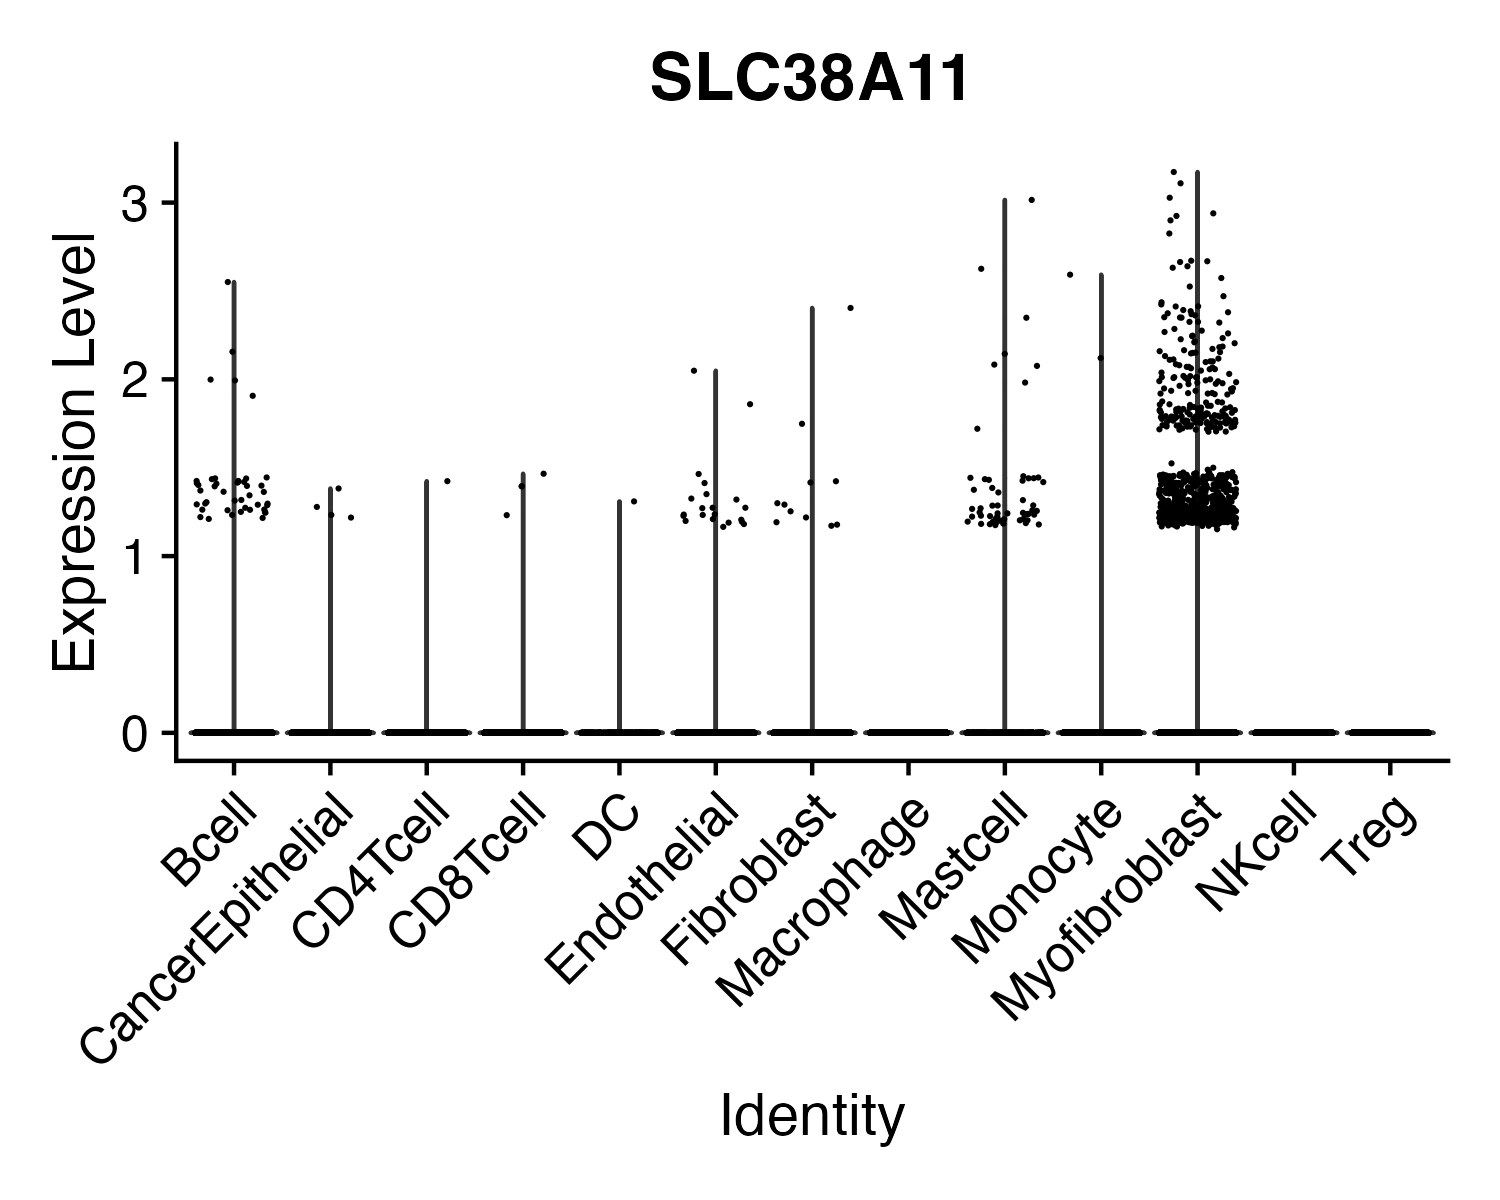 SLC38A11
Expression Level
3
2
1
0
Bcell
CancerEpithelial
CD4Tcell
CD8Tcell
DC
Endothelial
Fibroblast
Macrophage
Mastcell
Monocyte
Myofibroblast
NKcell
Treg
Identity